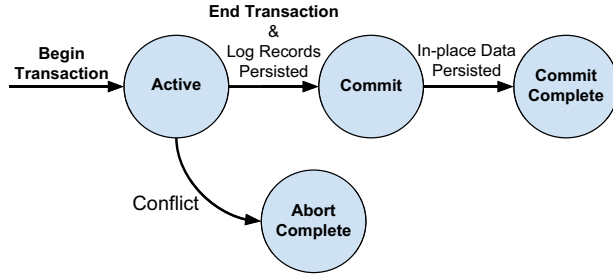 Begin
Transaction
Active
End Transaction
&
Log Records
Persisted
Commit
In-place Data
Persisted
Commit
Complete
Conflict
Abort
Complete